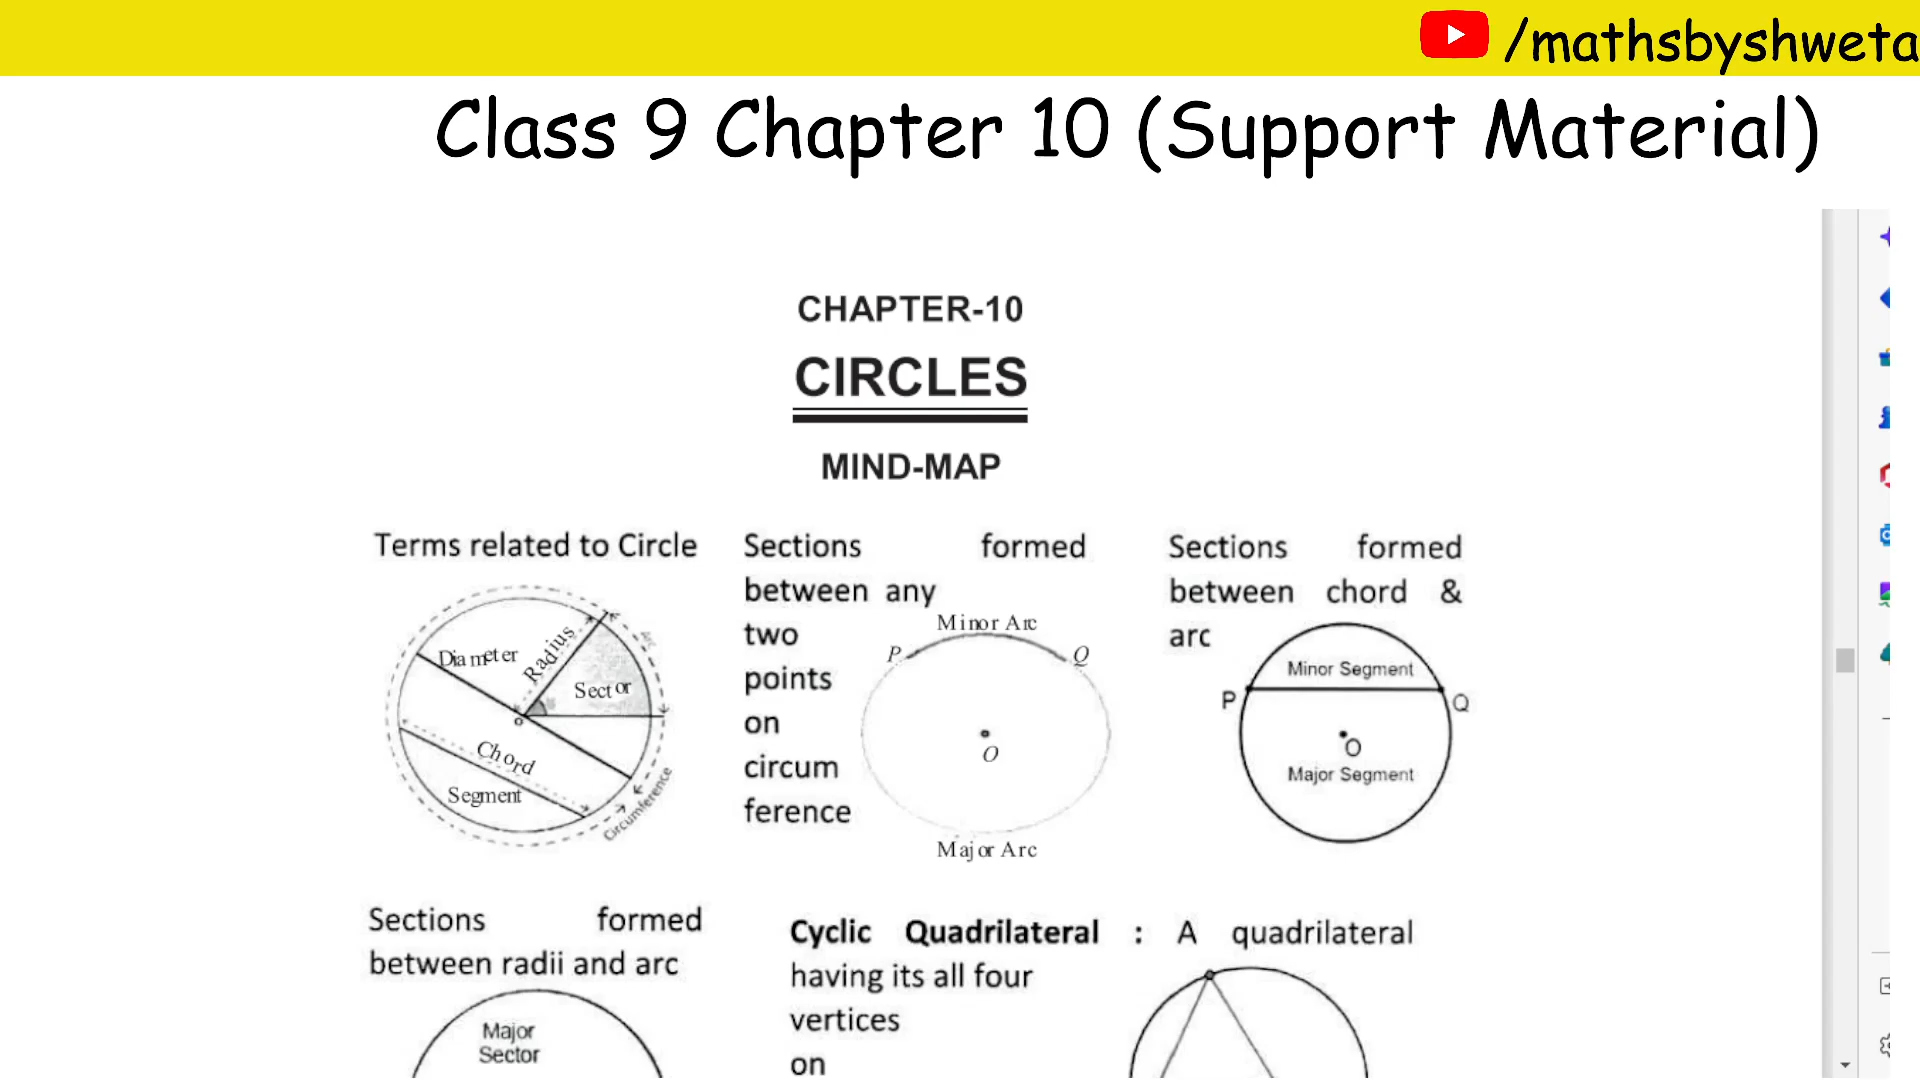 /mathsbyshweta
Class 9 Chapter 10 (Support Material)
CHAPTER-10
CIRCLES
MIND-MAP
Terms related to Circle
Diameter
Radius
Arc
Sector
O
Chord
Segment
Circumference
Sections formed
between any
two
points
on
circum
ference
Minor Arc
P
Q
O
Major Arc
Sections formed
between chord &
arc
Minor Segment
P
Q
O
Major Segment
Sections formed
between radii and arc
Major
Sector
Cyclic Quadrilateral : A quadrilateral
having its all four
vertices
on